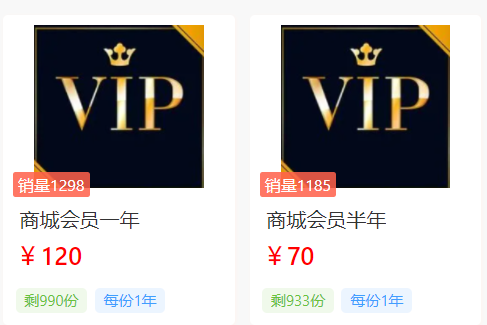 VIP
销量1298
商城会员一年
￥120
剩990份 每份1年
VIP
销量1185
商城会员半年
￥70
剩933份 每份1年